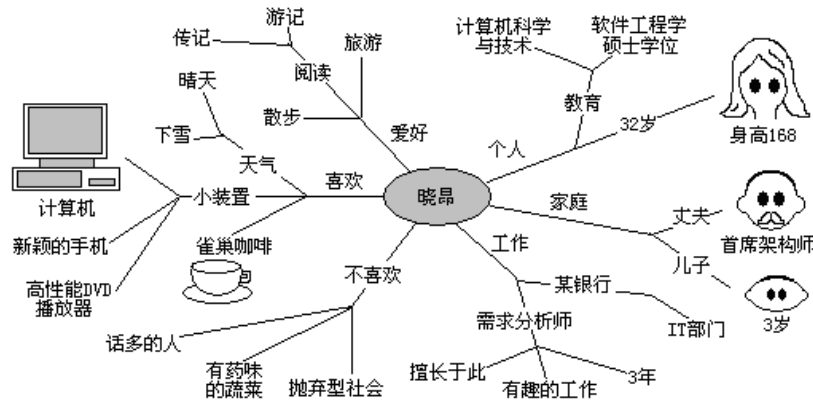 游记
传记
旅游
阅读
晴天
散步
下雪
爱好
天气
计算机科学
与技术
软件工程学
硕士学位
教育
个人
32岁
身高168
计算机
小装置
喜欢
晓昂
家庭
丈夫
首席架构师
新颖的手机
雀巢咖啡
工作
儿子
高性能DVD
播放器
不喜欢
某银行
3岁
话多的人
需求分析师
IT部门
有药味
的蔬菜
抛弃型社会
擅长于此
有趣的工作
3年